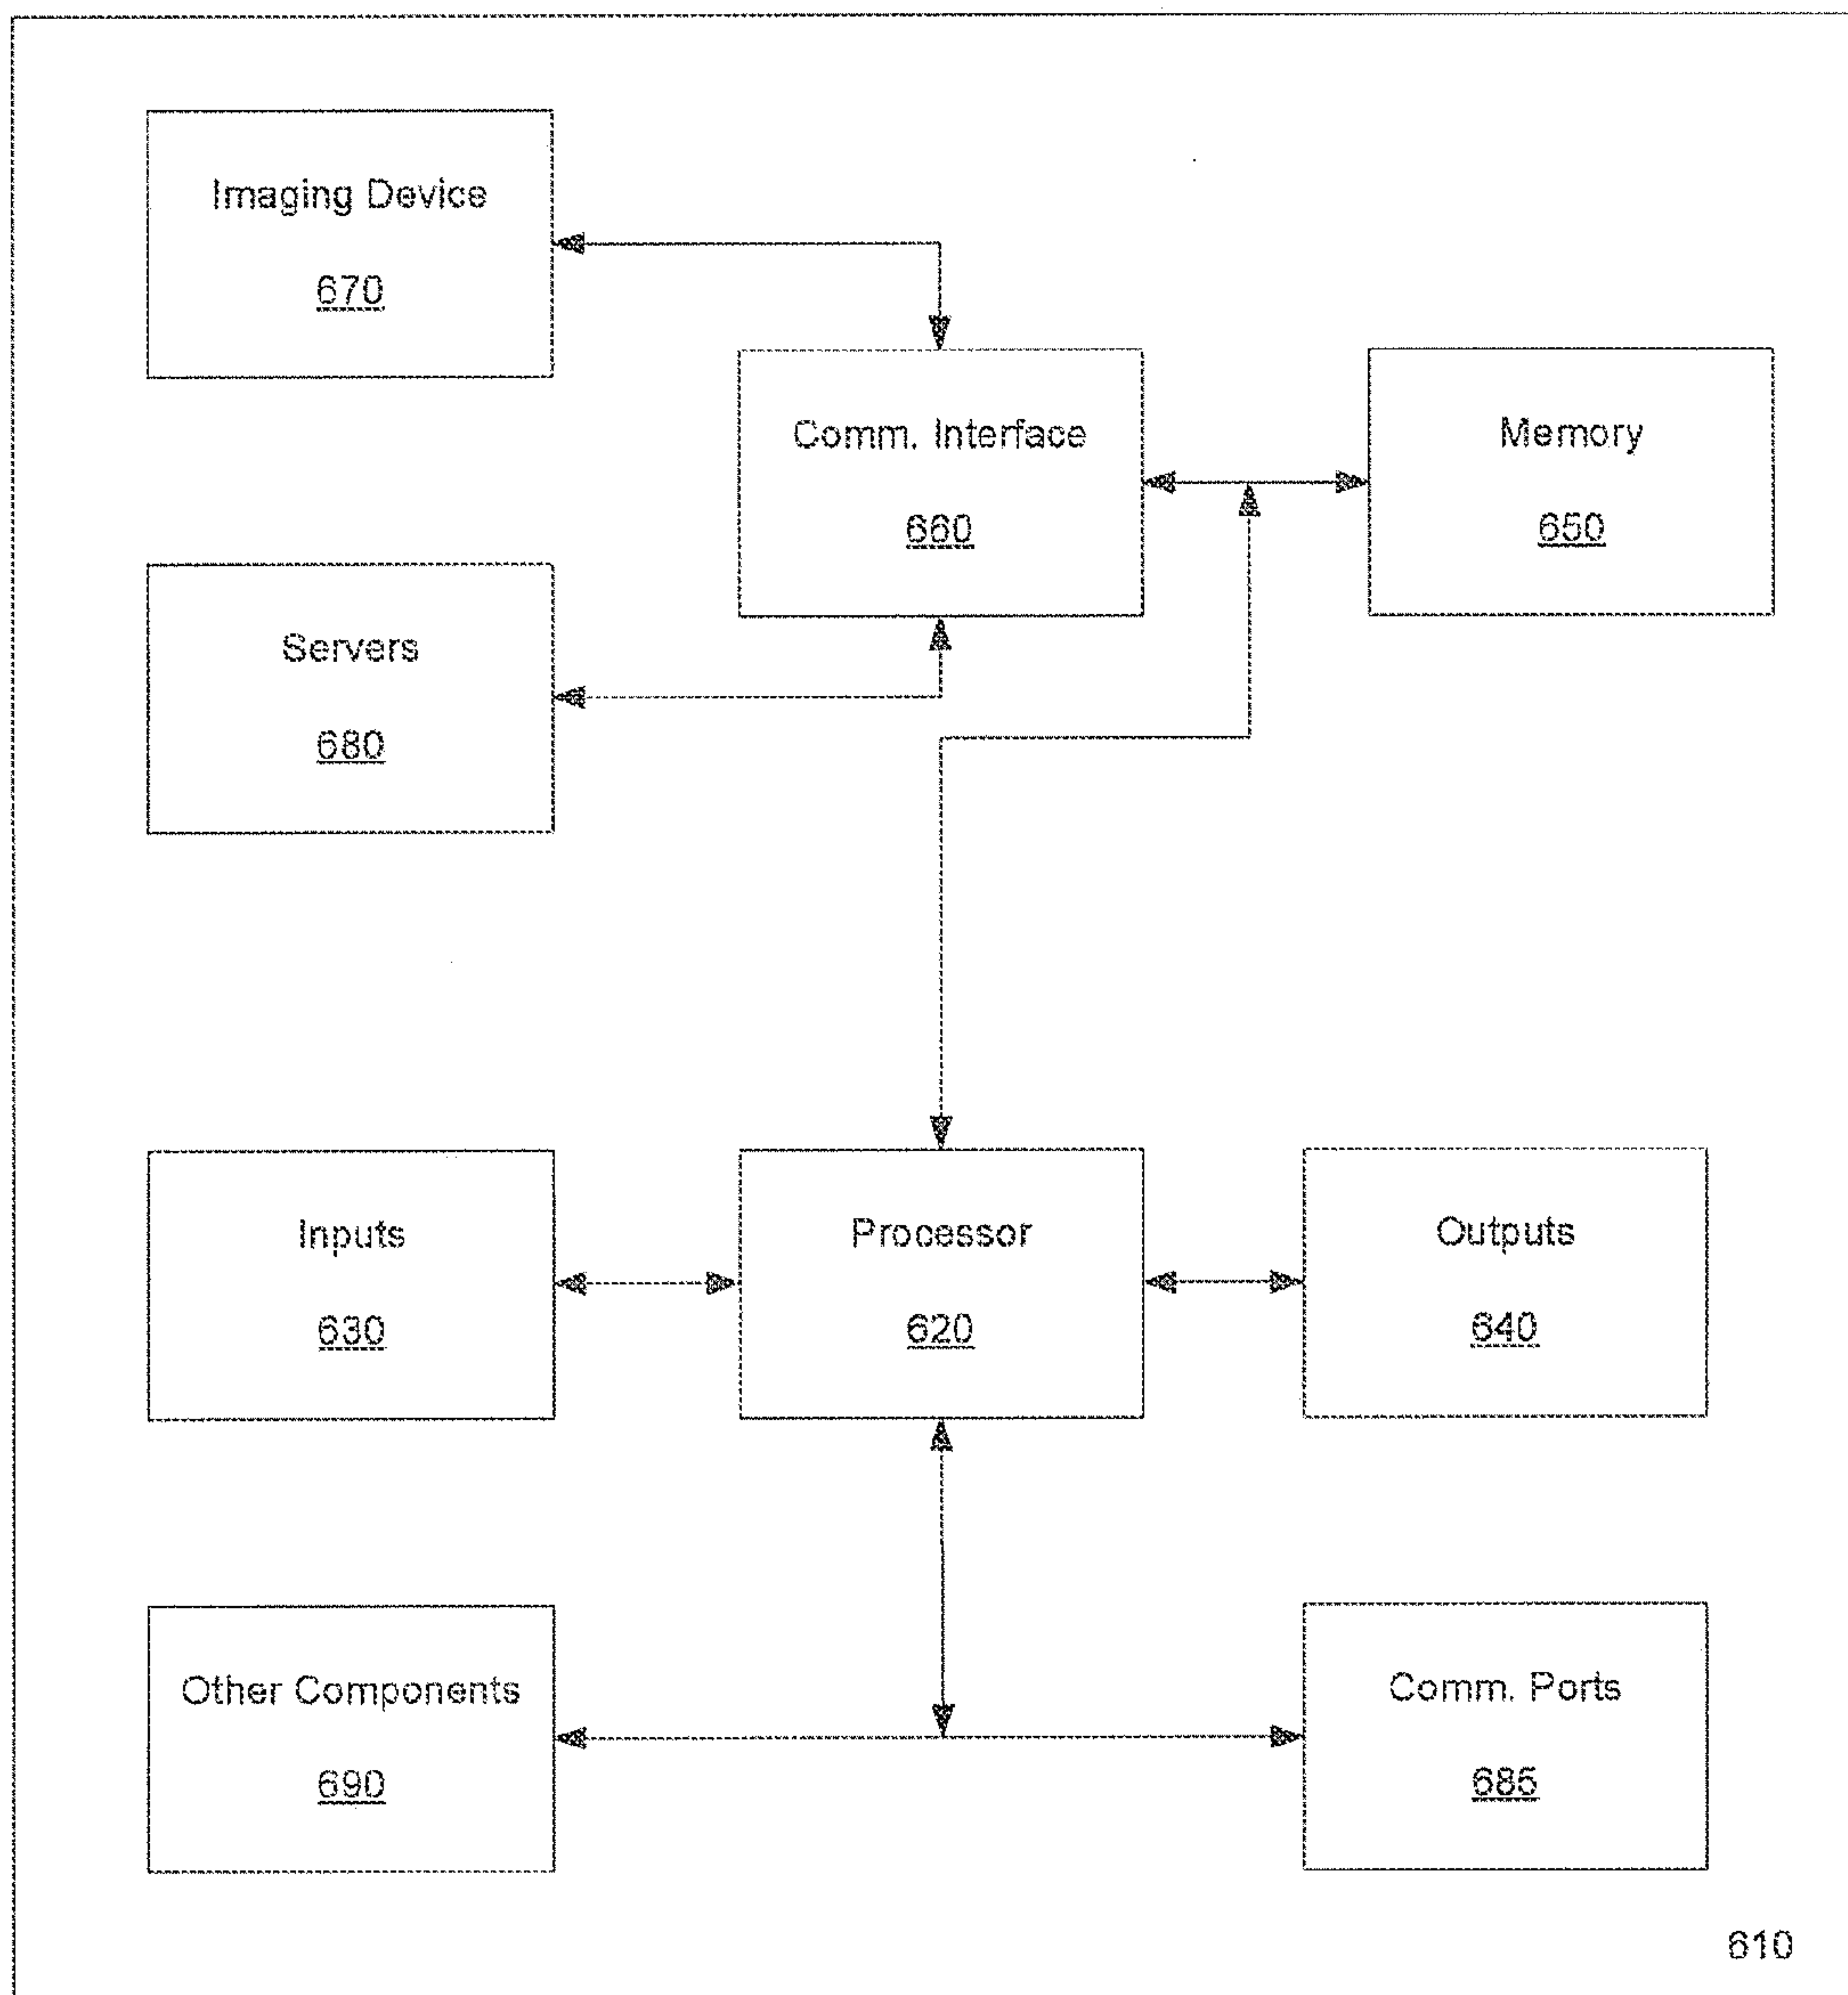 Imaging Device
670
Comm. Interface
660
Memory
650
Servers
680
Inputs
630
Processor
620
Outputs
640
Other Components
690
Comm. Ports
685
610